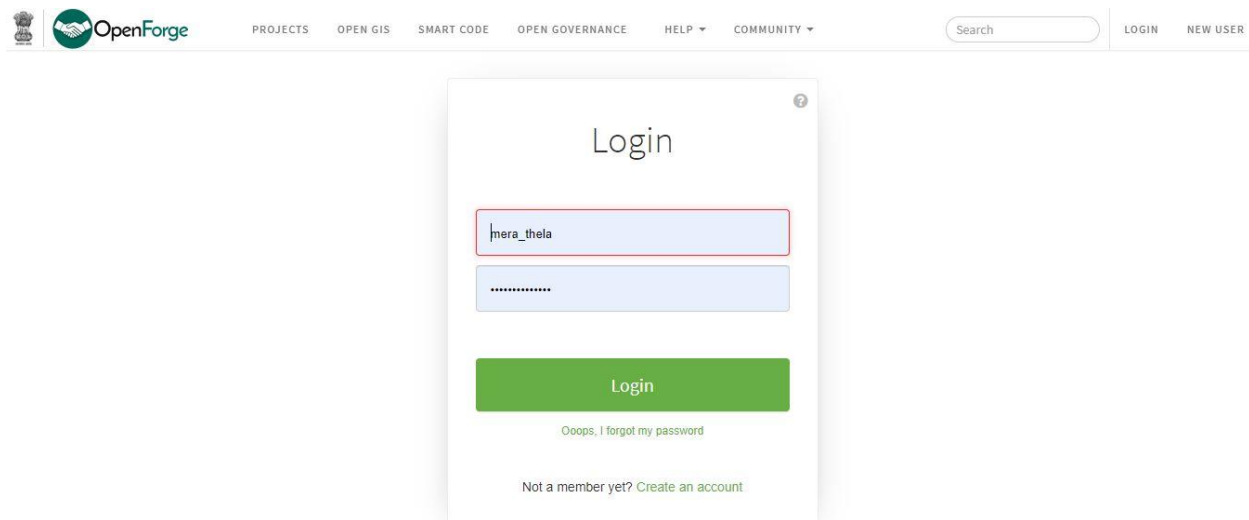 OpenForge PROJECTS OPEN GIS SMART CODE OPEN GOVERNANCE HELP COMMUNITY Search LOGIN NEW USER
Login
mera_thela
••••••••••••••
Login
Ooops, I forgot my password
Not a member yet? Create an account